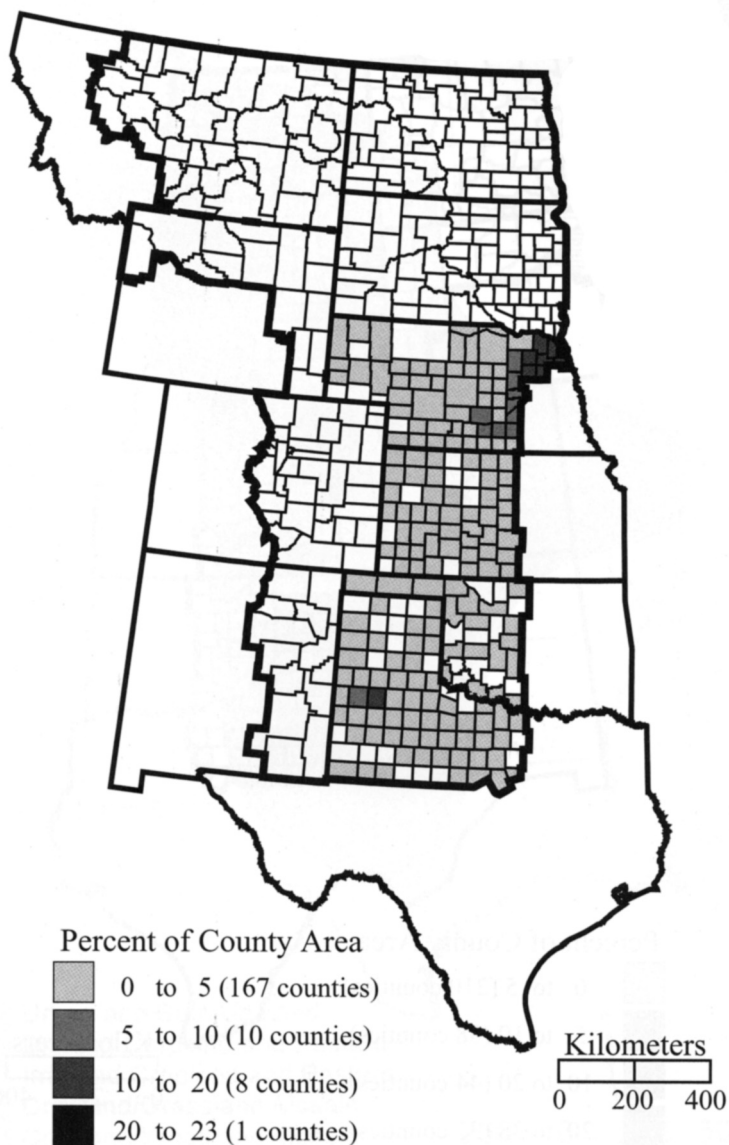 Percent of County Area
0 to 5 (167 counties)
5 to 10 (10 counties)
10 to 20 (8 counties)
20 to 23 (1 counties)
Kilometers
0 200 400